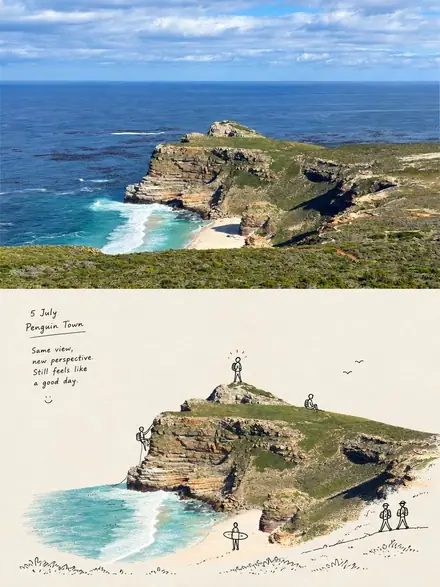 5 July
Penguin Town
Same view,
new perspective.
Still feels like
a good day.